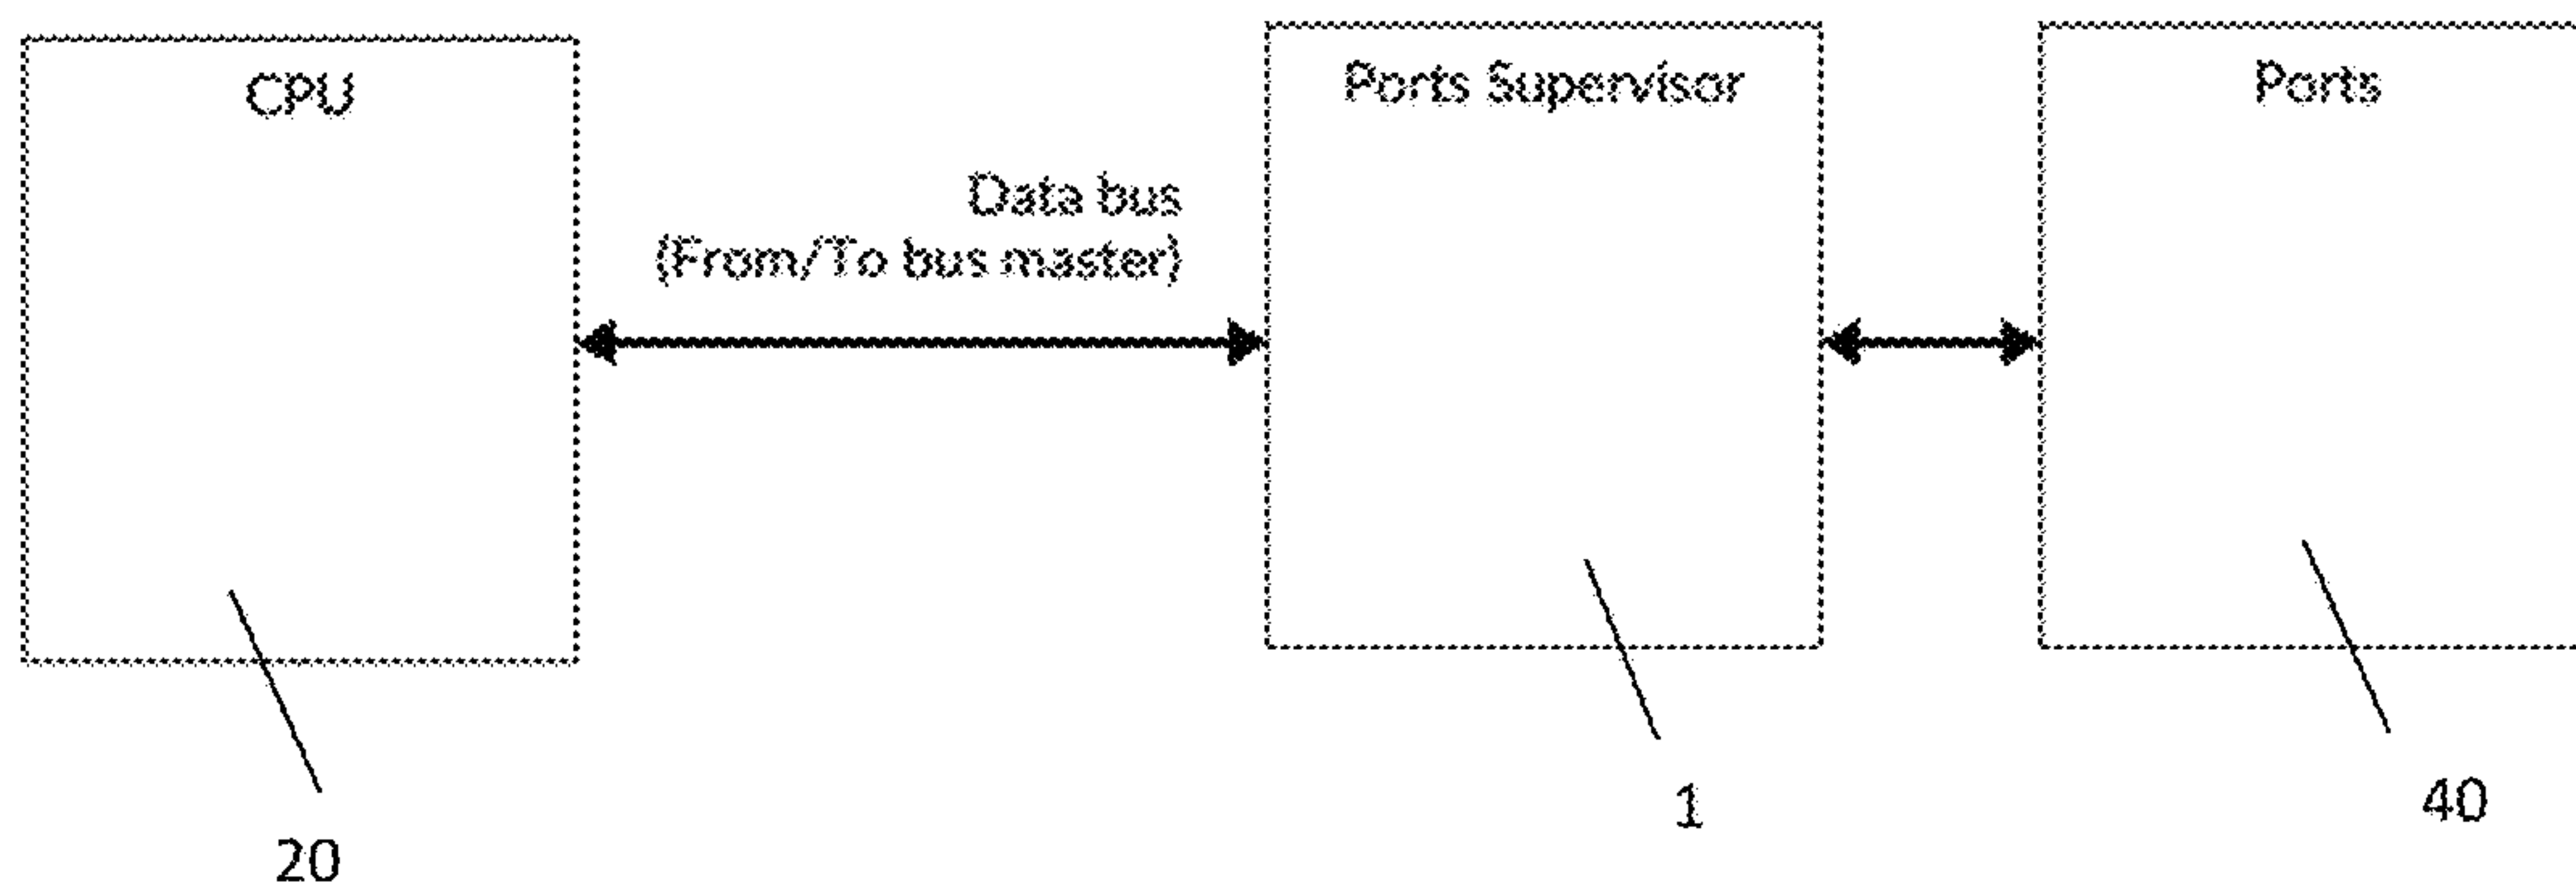 CPU
Data bus
(From/To bus master)
Ports Supervisor
Ports
20
1
40